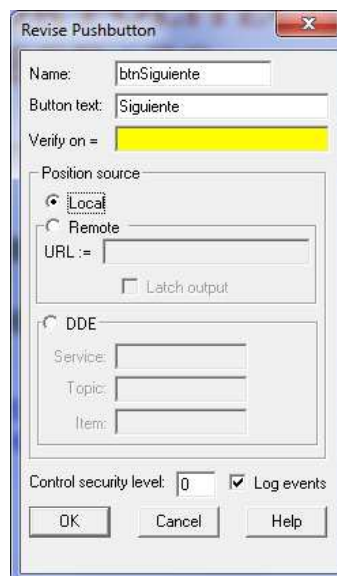 Revise Pushbutton
Name: btnSiguiente
Button text: Siguiente
Verify on =
Position source
Local
Remote
URL :=
Latch output
DDE
Service:
Topic:
Item:
Control security level: 0 Log events
OK Cancel Help